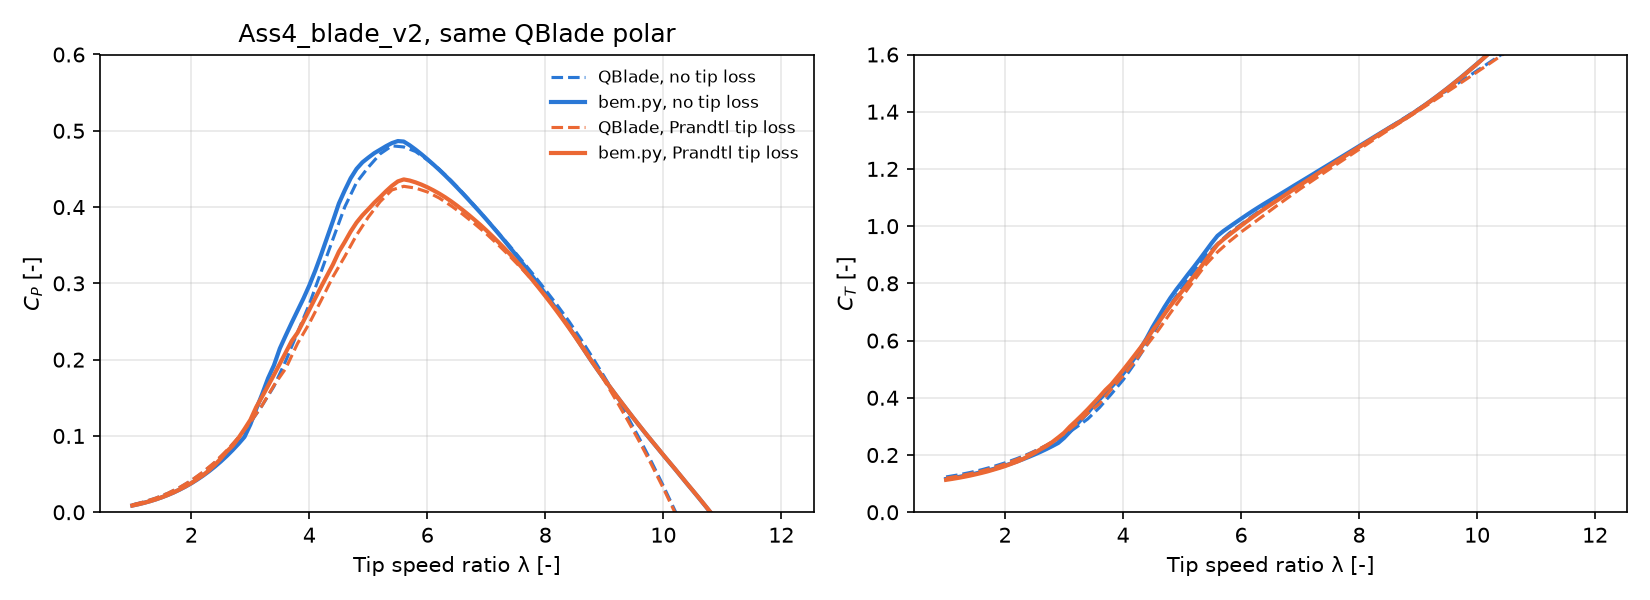 Ass4_blade_v2, same QBlade polar
0.6
0.5
0.4
0.3
0.2
0.1
0.0
C_P [-]
QBlade, no tip loss
bem.py, no tip loss
QBlade, Prandtl tip loss
bem.py, Prandtl tip loss
2 4 6 8 10 12
Tip speed ratio λ [-]
1.6
1.4
1.2
1.0
0.8
0.6
0.4
0.2
0.0
C_T [-]
2 4 6 8 10 12
Tip speed ratio λ [-]